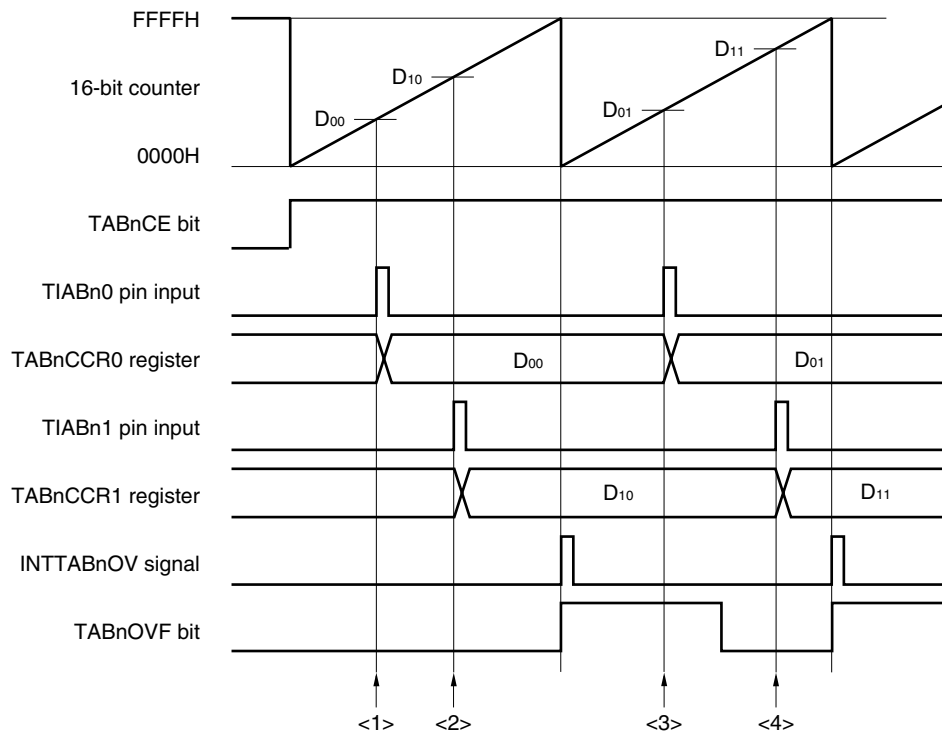 FFFFH
D11
D10
16-bit counter
D01
D00
0000H
TABnCE bit
TIABn0 pin input
TABnCCR0 register
D00
D01
TIABn1 pin input
TABnCCR1 register
D10
D11
INTTABnOV signal
TABnOVF bit
<1>
<2>
<3>
<4>